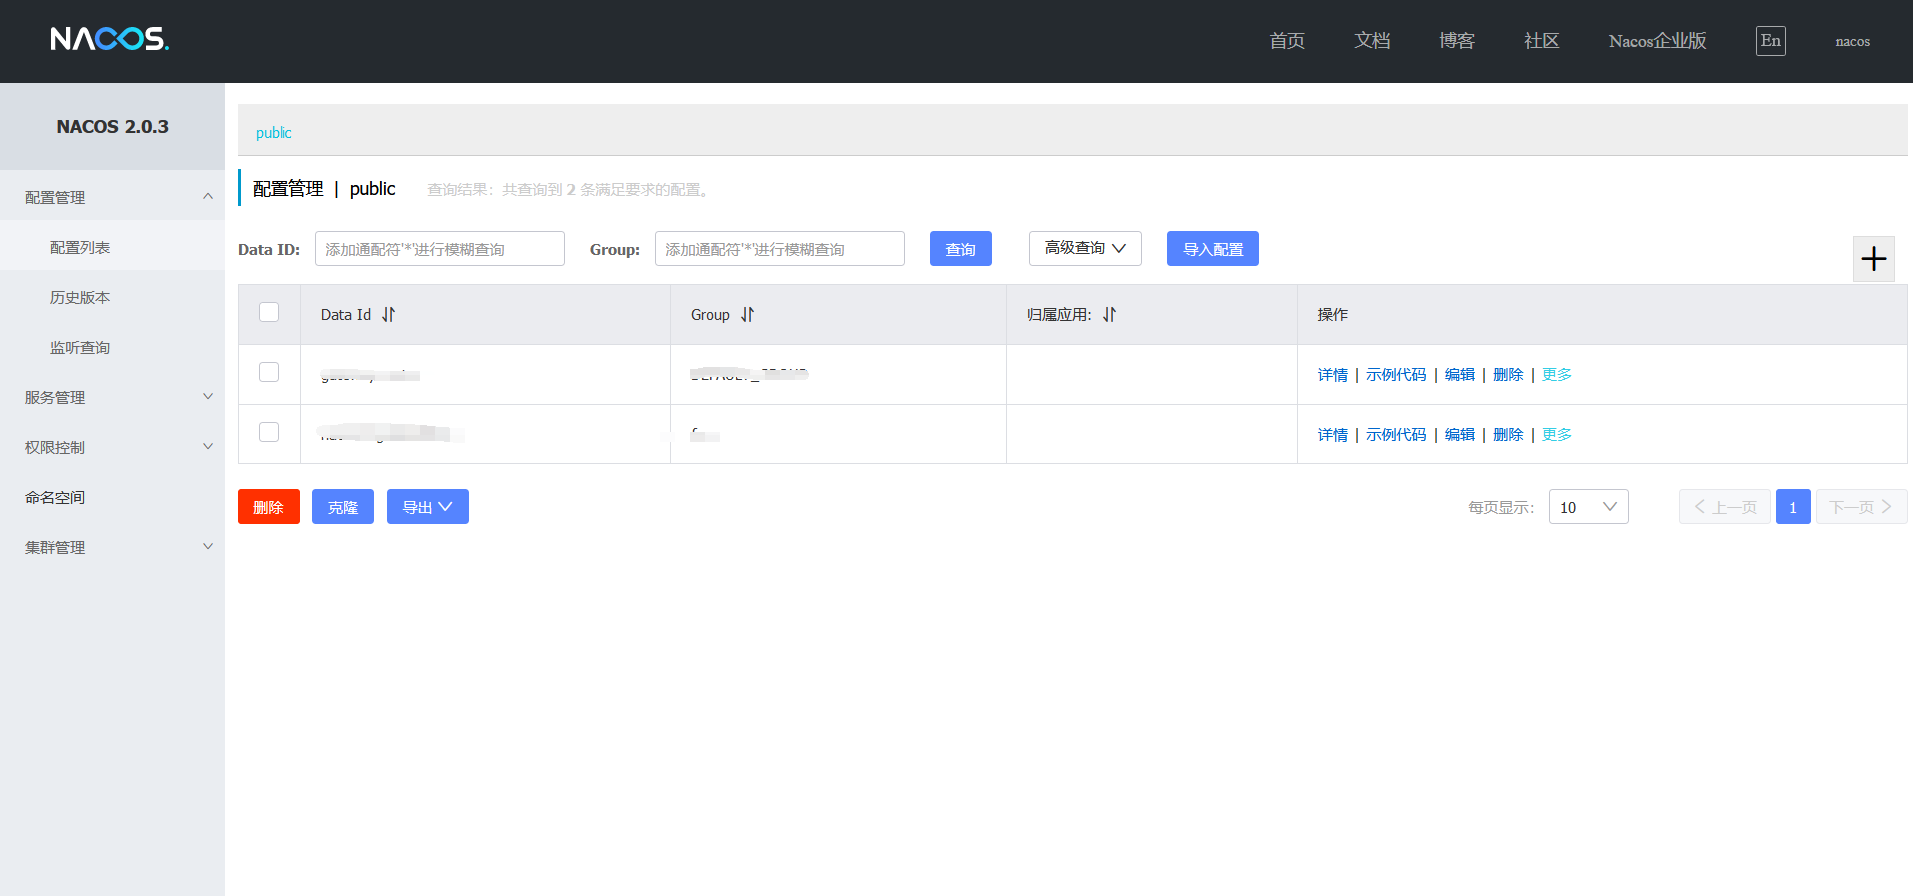 NACOS.
首页 文档 博客 社区 Nacos企业版 En nacos
NACOS 2.0.3
配置管理
配置列表
历史版本
监听查询
服务管理
权限控制
命名空间
集群管理
public
配置管理 | public 查询结果：共查询到 2 条满足要求的配置。
Data ID: 添加通配符'*'进行模糊查询 Group: 添加通配符'*'进行模糊查询 查询 高级查询 导入配置
Data Id Group 归属应用: 操作
详情 | 示例代码 | 编辑 | 删除 | 更多
详情 | 示例代码 | 编辑 | 删除 | 更多
删除 克隆 导出 每页显示: 10 上一页 1 下一页